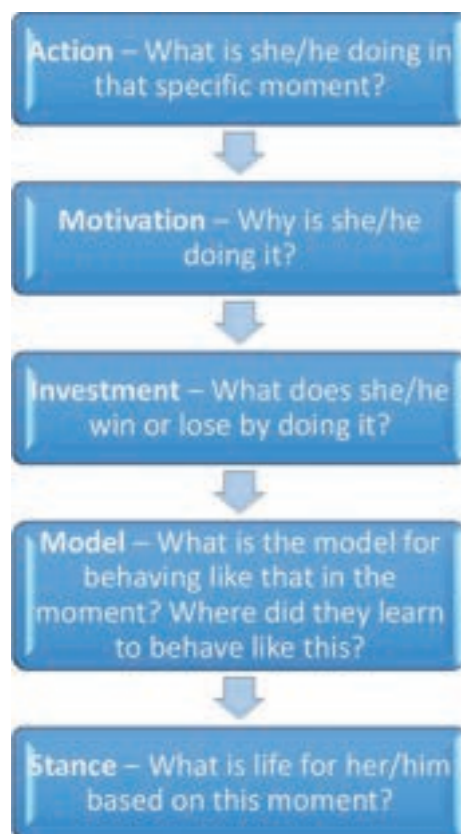 Action – What is she/he doing in
that specific moment?
Motivation – Why is she/he
doing it?
Investment – What does she/he
win or lose by doing it?
Model – What is the model for
behaving like that in the
moment? Where did they learn
to behave like this?
Stance – What is life for her/him
based on this moment?